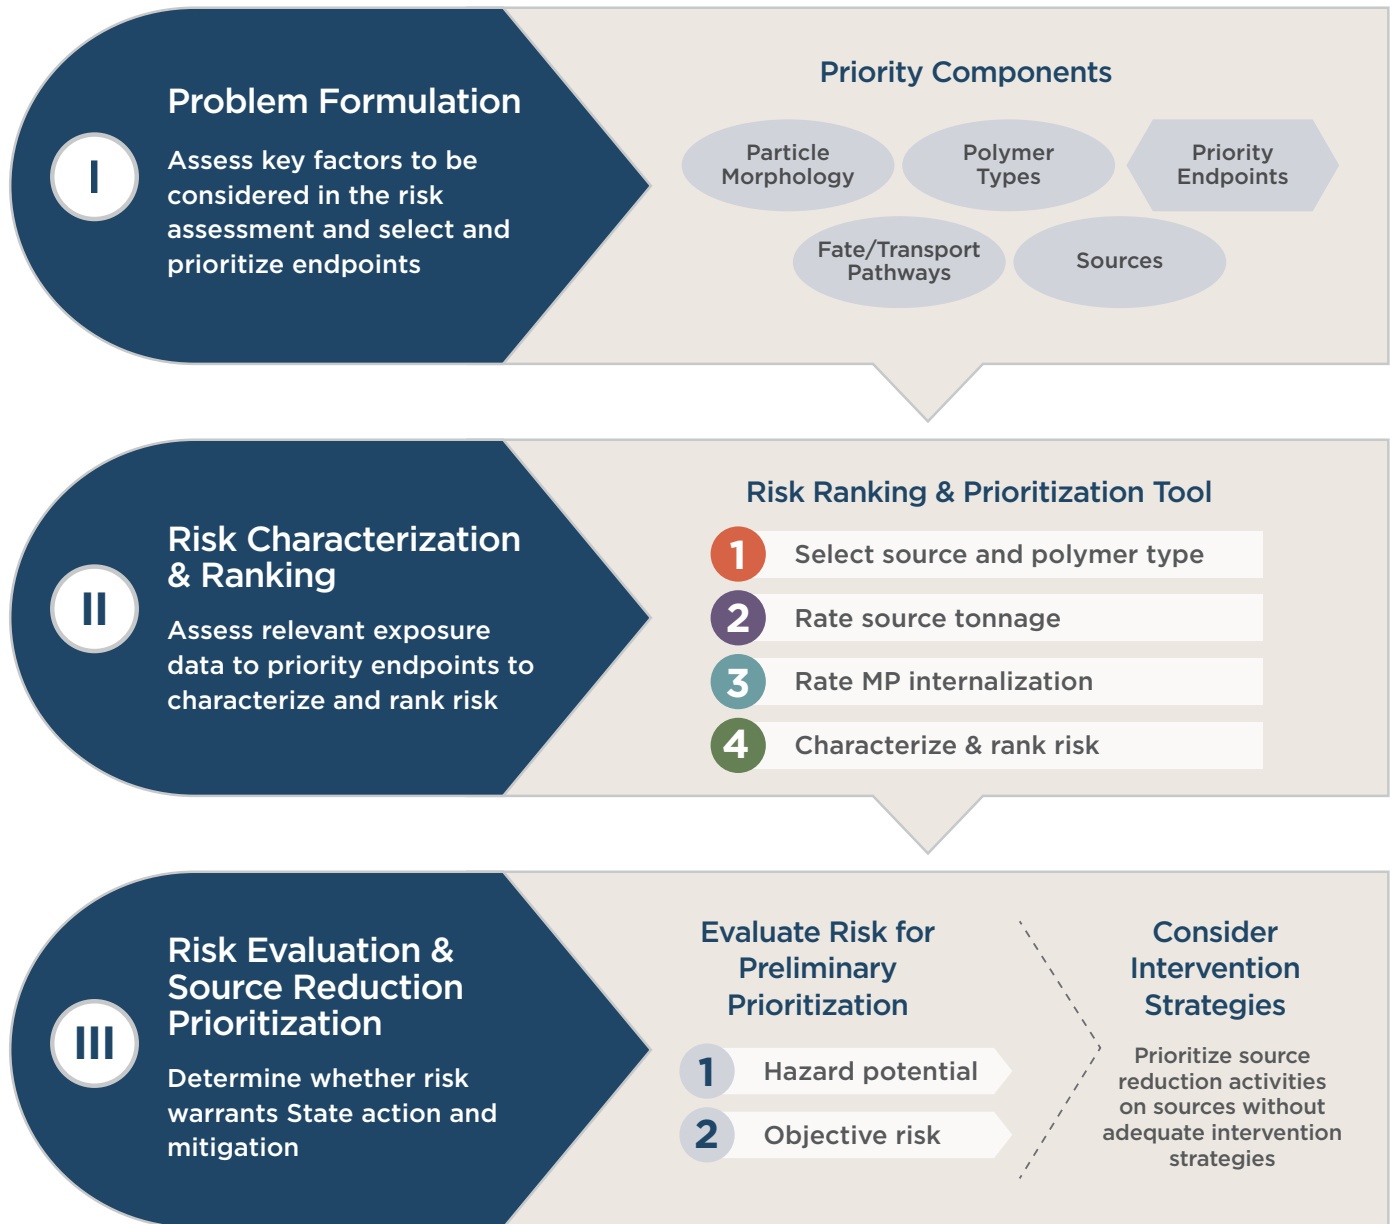 I
Problem Formulation
Assess key factors to be
considered in the risk
assessment and select and
prioritize endpoints
Priority Components
Particle
Morphology
Polymer
Types
Priority
Endpoints
Fate/Transport
Pathways
Sources
II
Risk Characterization
& Ranking
Assess relevant exposure
data to priority endpoints to
characterize and rank risk
Risk Ranking & Prioritization Tool
1 Select source and polymer type
2 Rate source tonnage
3 Rate MP internalization
4 Characterize & rank risk
III
Risk Evaluation &
Source Reduction
Prioritization
Determine whether risk
warrants State action and
mitigation
Evaluate Risk for
Preliminary
Prioritization
1 Hazard potential
2 Objective risk
Consider
Intervention
Strategies
Prioritize source
reduction activities
on sources without
adequate intervention
strategies